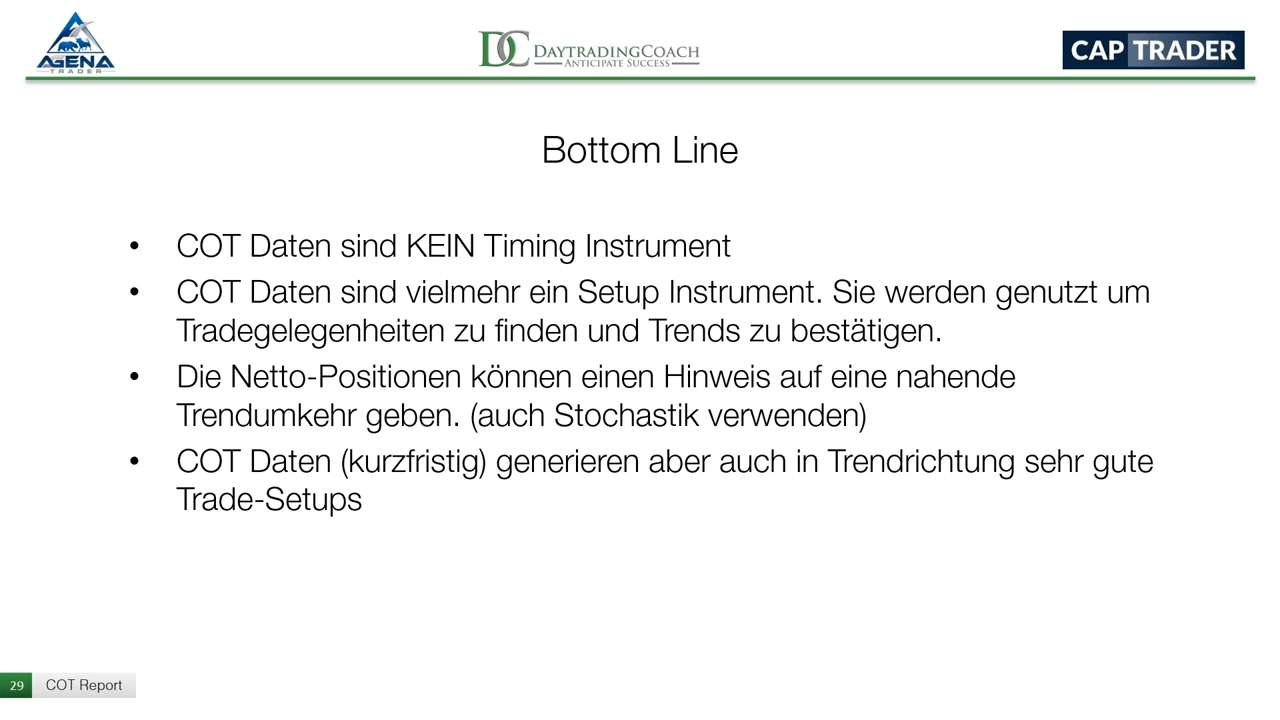 AGENA
TRADER
DC DAYTRADINGCOACH
ANTICIPATE SUCCESS
CAP TRADER
Bottom Line
• COT Daten sind KEIN Timing Instrument
• COT Daten sind vielmehr ein Setup Instrument. Sie werden genutzt um
Tradegelegenheiten zu finden und Trends zu bestätigen.
• Die Netto-Positionen können einen Hinweis auf eine nahende
Trendumkehr geben. (auch Stochastik verwenden)
• COT Daten (kurzfristig) generieren aber auch in Trendrichtung sehr gute
Trade-Setups
29 COT Report